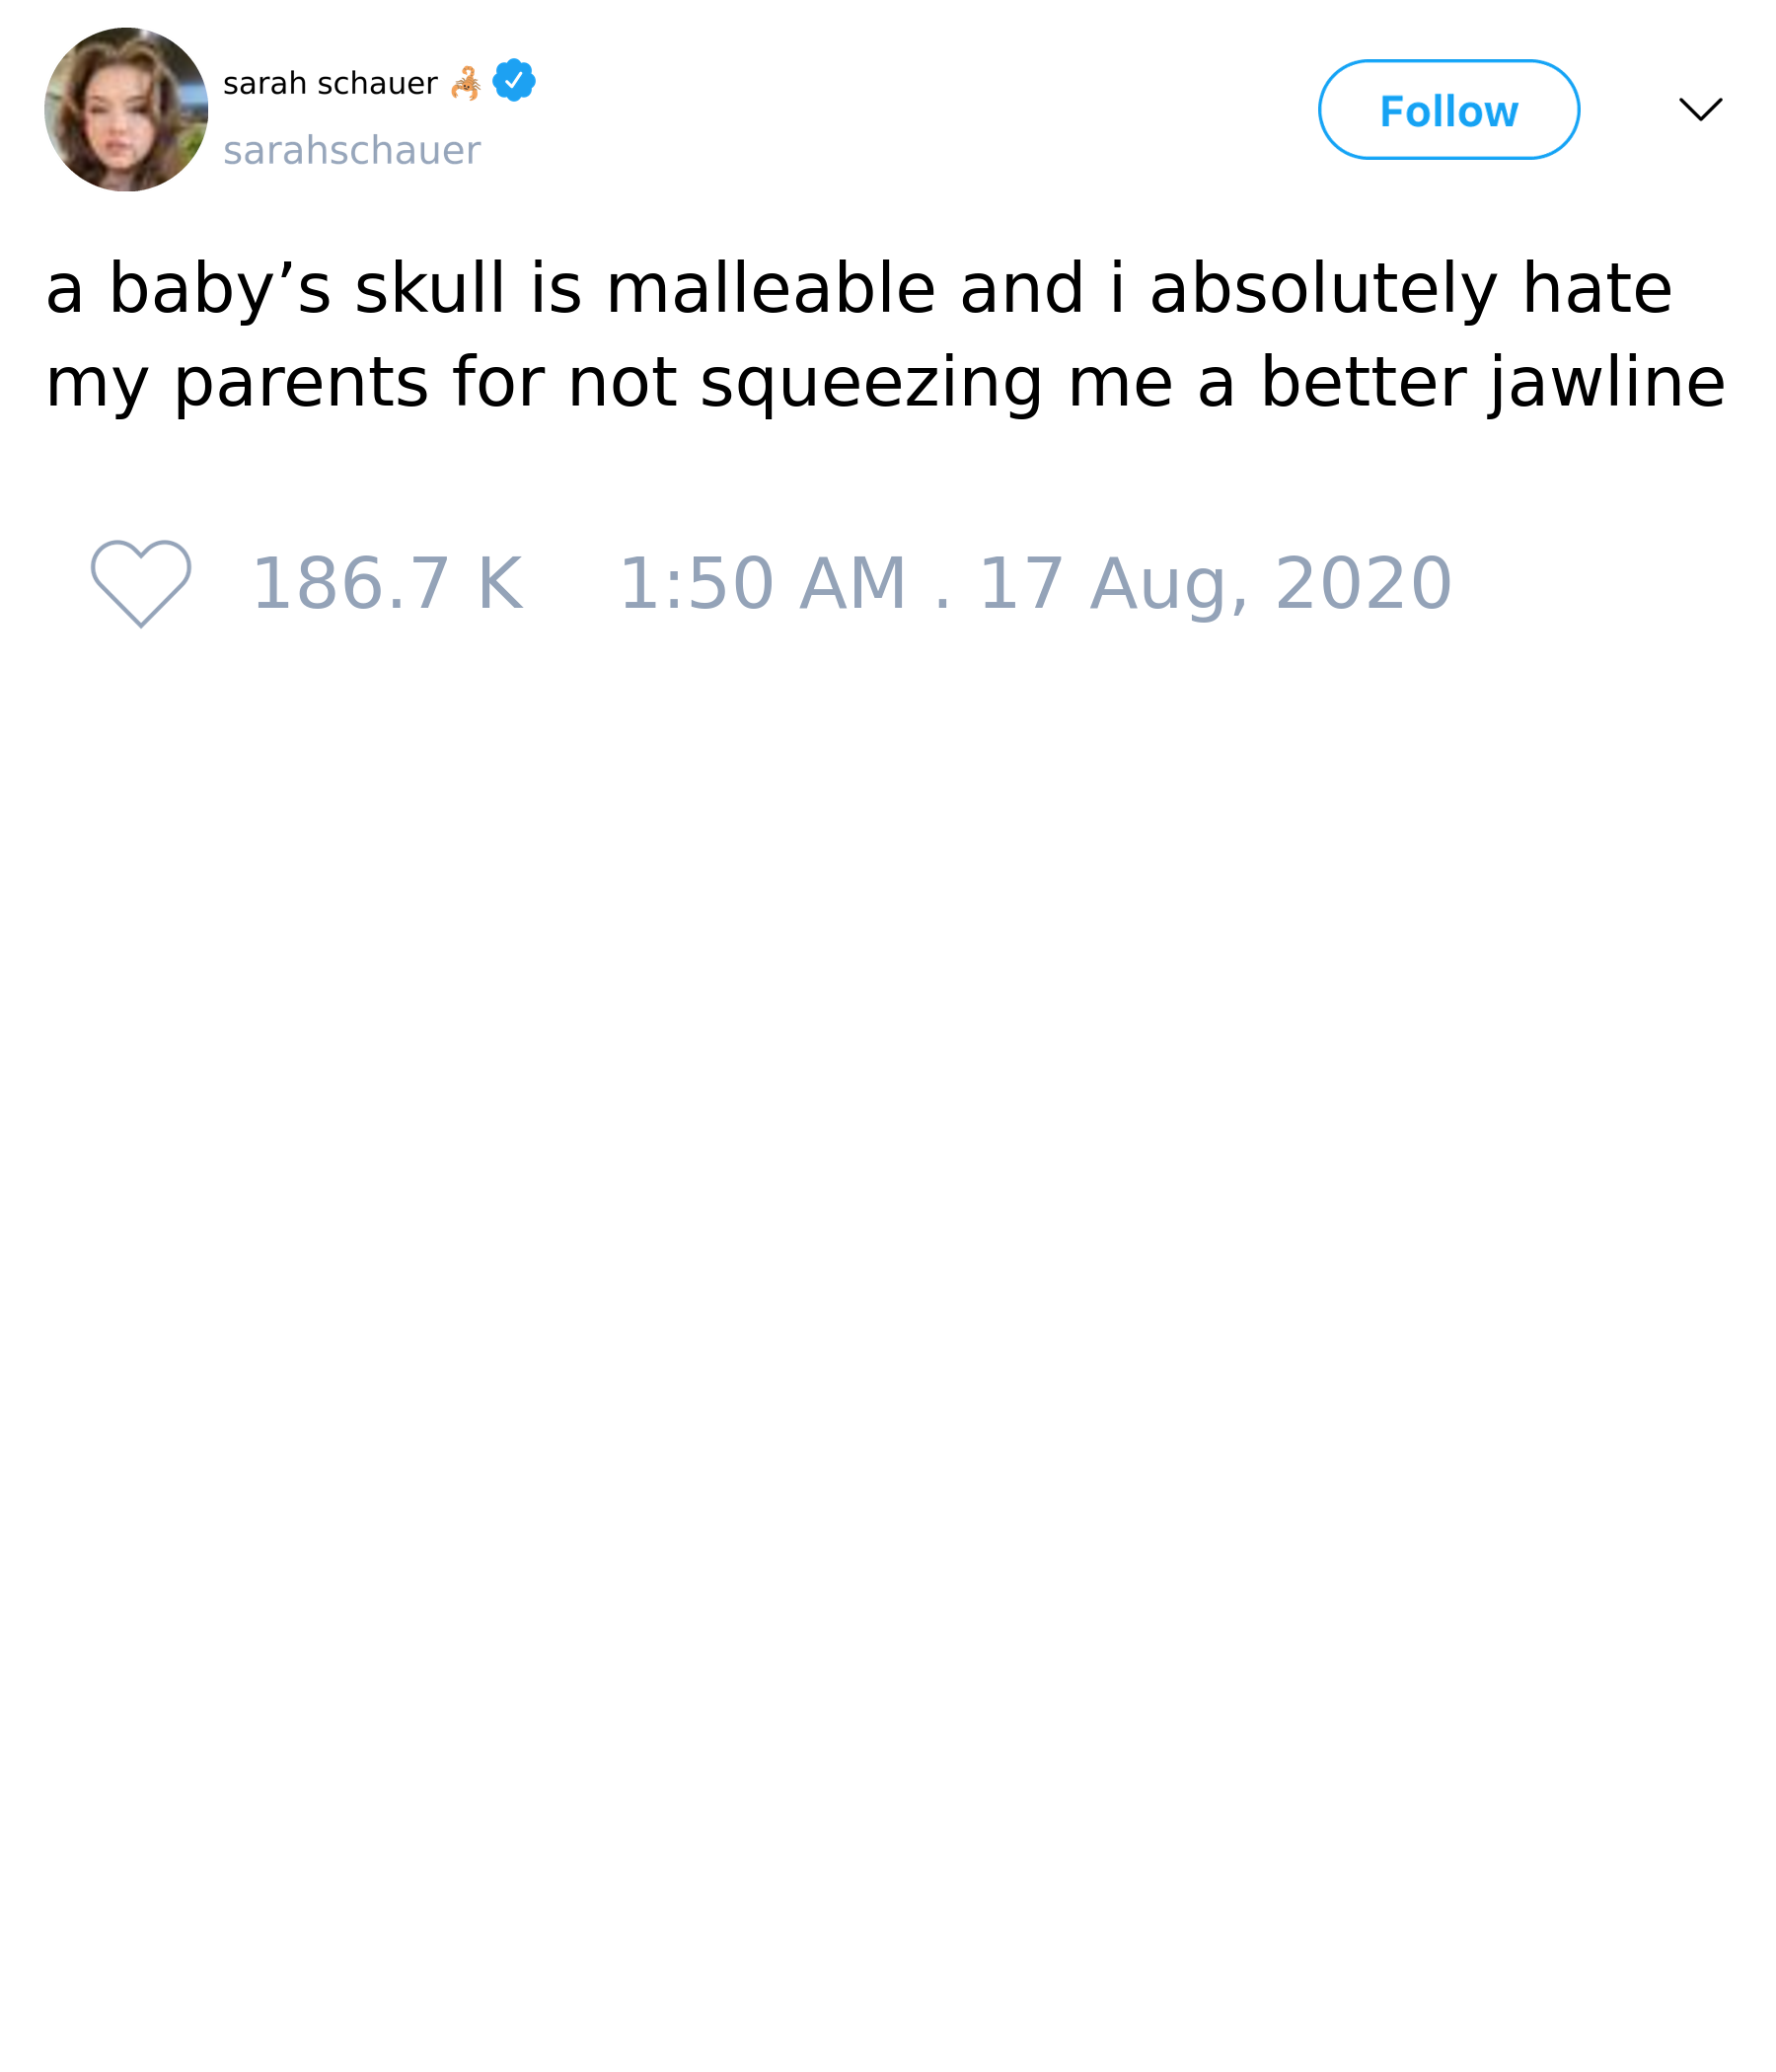 sarah schauer 🦂
sarahschauer
Follow
a baby’s skull is malleable and i absolutely hate
my parents for not squeezing me a better jawline
186.7 K 1:50 AM . 17 Aug, 2020